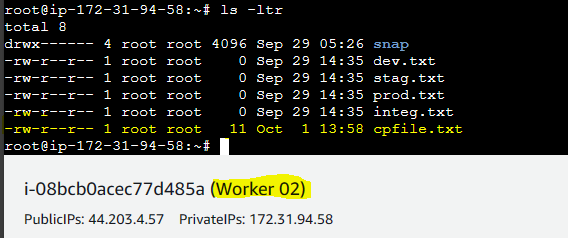 root@ip-172-31-94-58:~# ls -ltr
total 8
drwx------ 4 root root 4096 Sep 29 05:26 snap
-rw-r--r-- 1 root root    0 Sep 29 14:35 dev.txt
-rw-r--r-- 1 root root    0 Sep 29 14:35 stag.txt
-rw-r--r-- 1 root root    0 Sep 29 14:35 prod.txt
-rw-r--r-- 1 root root    0 Sep 29 14:35 integ.txt
-rw-r--r-- 1 root root   11 Oct  1 13:58 cpfile.txt
root@ip-172-31-94-58:~#
i-08bcb0acec77d485a (Worker 02)
PublicIPs: 44.203.4.57 PrivateIPs: 172.31.94.58